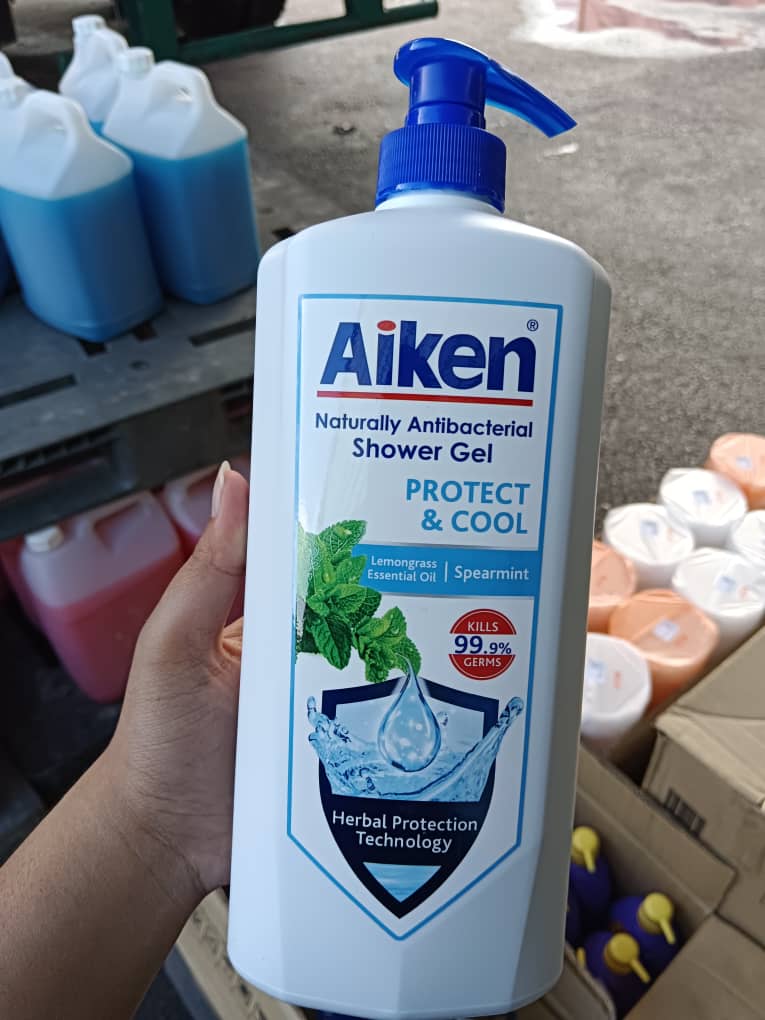 Aiken®
Naturally Antibacterial
Shower Gel
PROTECT
& COOL
Lemongrass
Essential Oil | Spearmint
KILLS
99.9%
GERMS
Herbal Protection
Technology